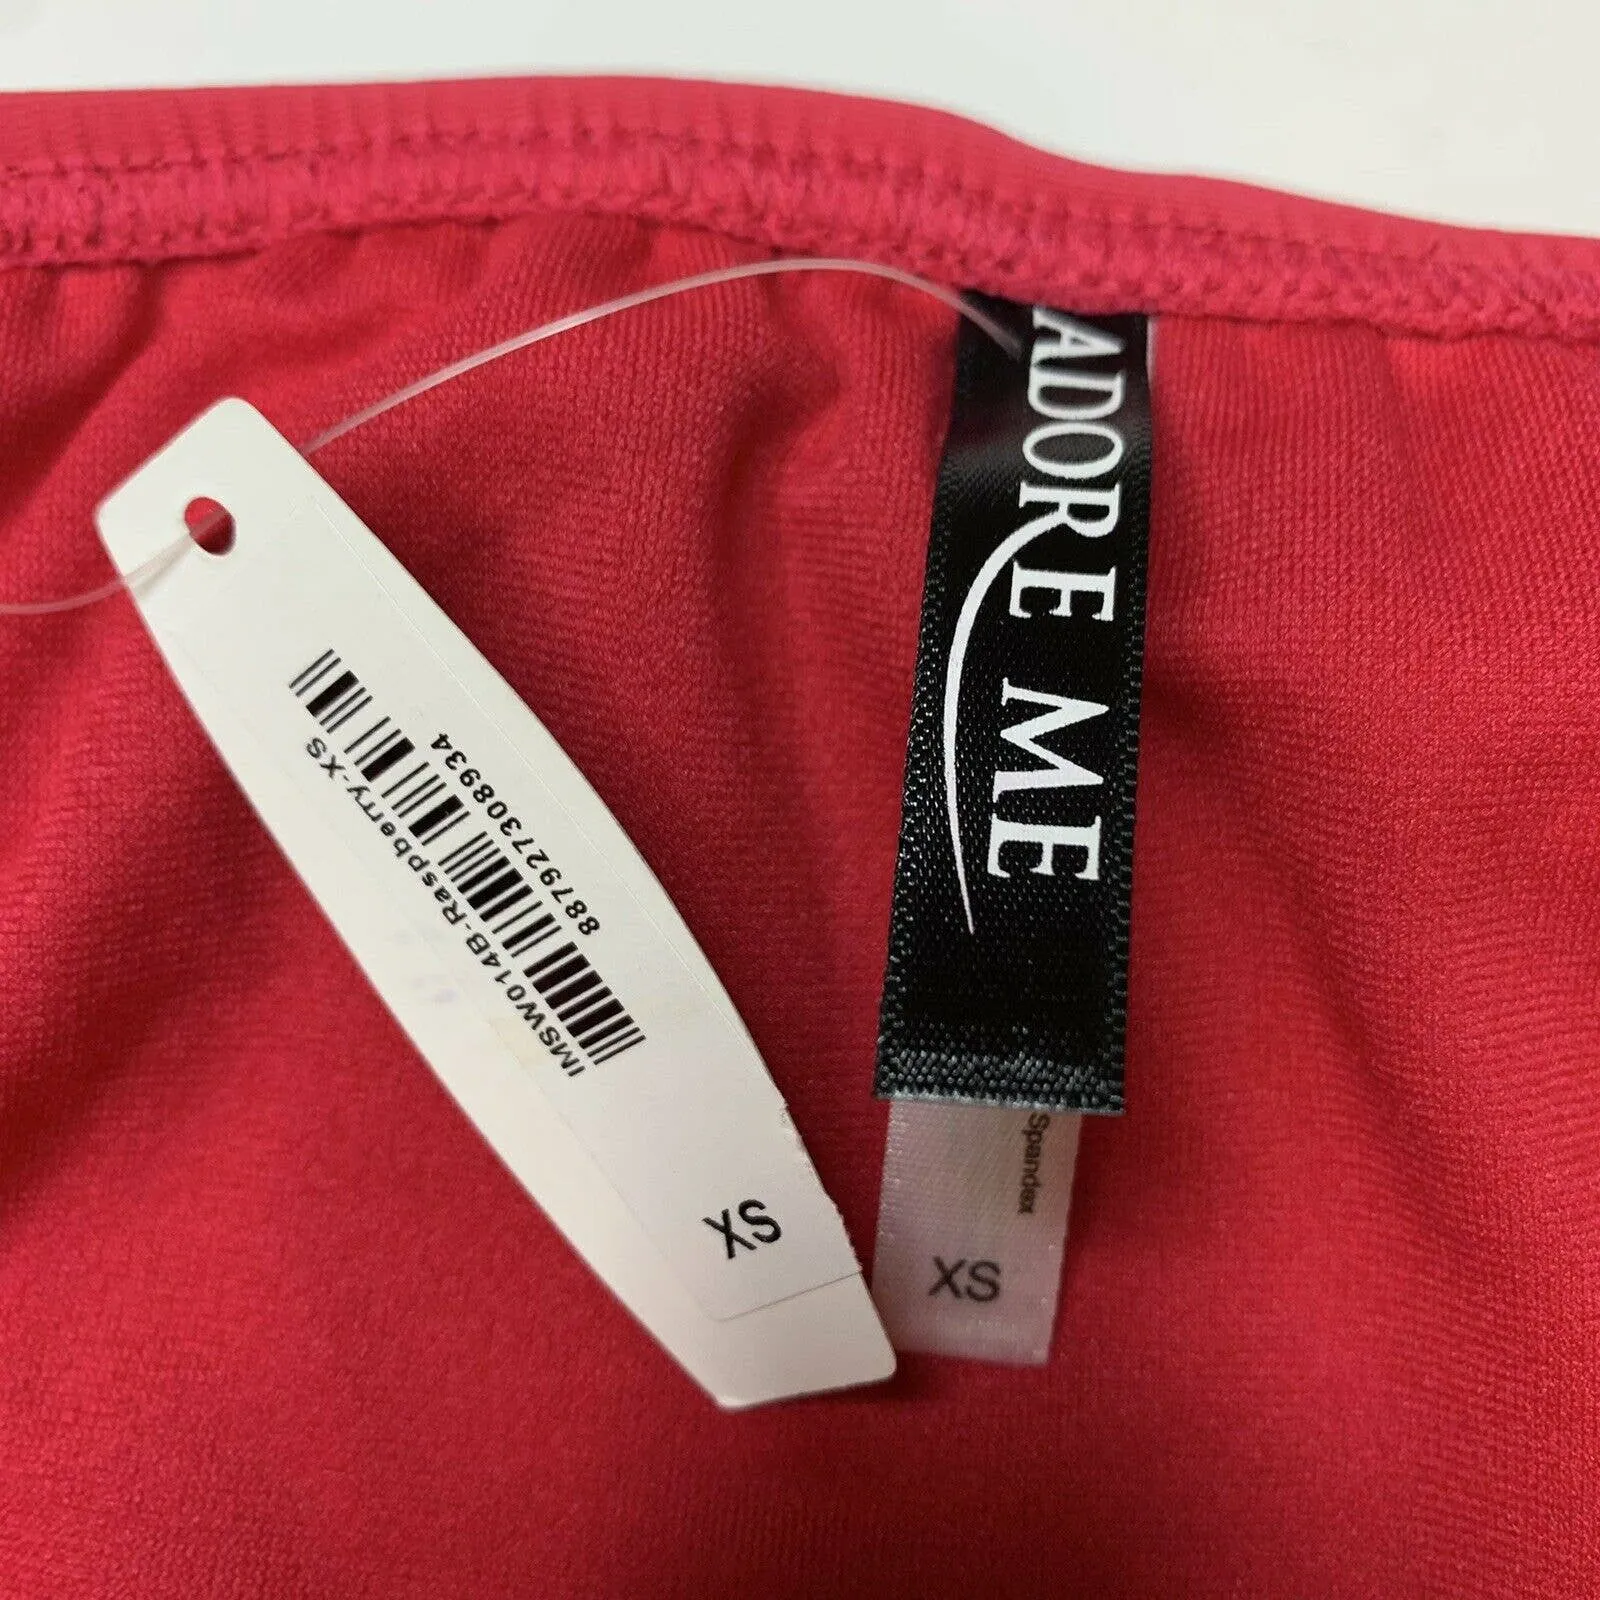 ADORE ME
Spandex
XS
887927308934
IMSW014B-Raspberry-XS
XS